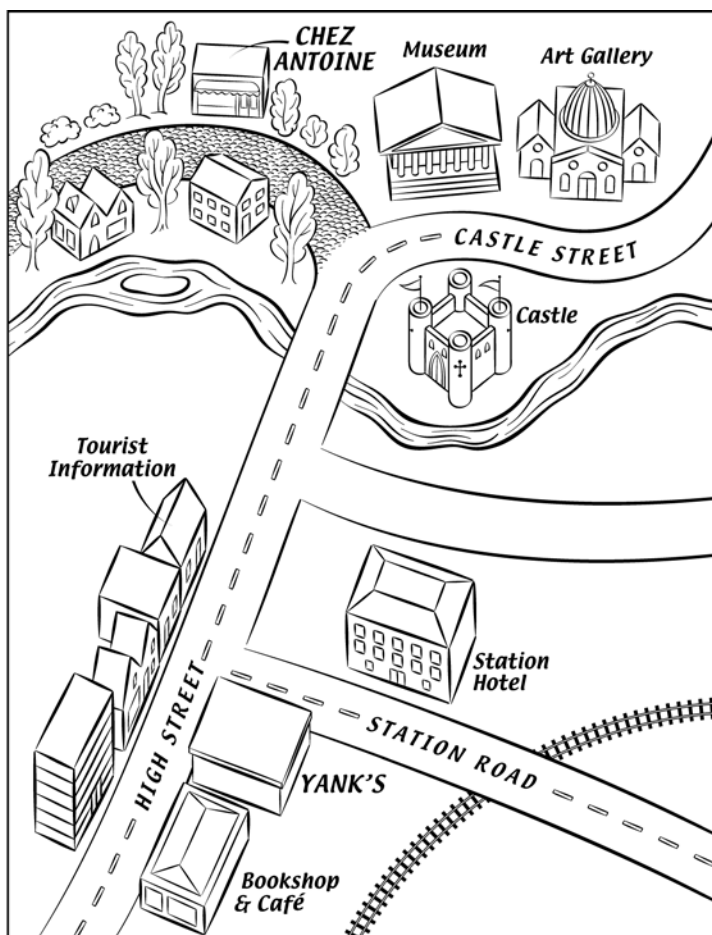 CHEZ
ANTOINE
Museum
Art Gallery
CASTLE STREET
Castle
Tourist
Information
Station
Hotel
HIGH STREET
STATION ROAD
YANK'S
Bookshop
& Café